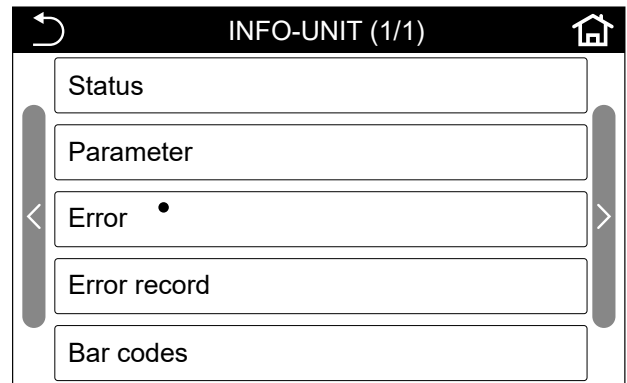 INFO-UNIT (1/1)
Status
Parameter
Error
Error record
Bar codes